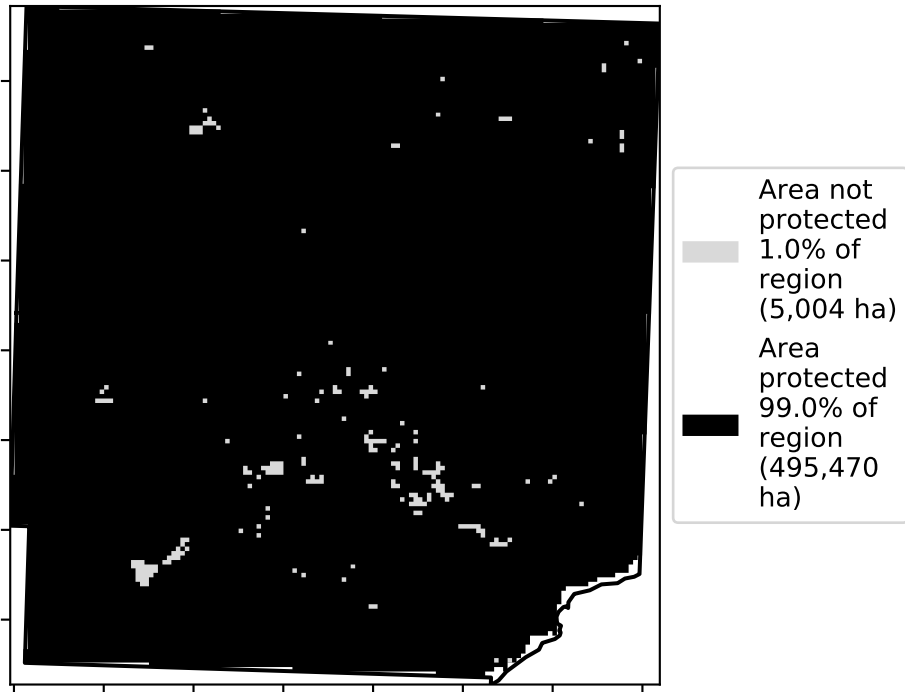 Area not
protected
1.0% of
region
(5,004 ha)
Area
protected
99.0% of
region
(495,470
ha)